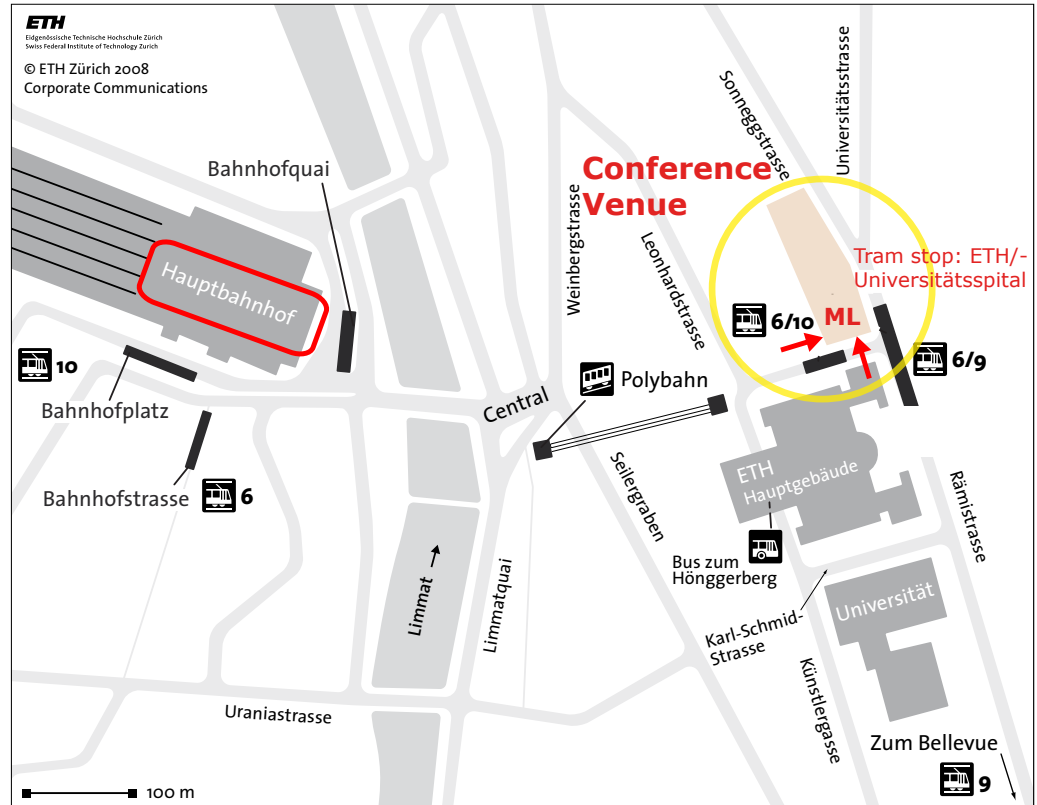 ETH
Eidgenössische Technische Hochschule Zürich
Swiss Federal Institute of Technology Zurich
© ETH Zürich 2008
Corporate Communications
Sonneggstrasse
Universitätsstrasse
Bahnhofquai
Conference
Venue
Weinbergstrasse
Leonhardstrasse
Tram stop: ETH/-
Universitätsspital
Hauptbahnhof
6/10
ML
6/9
10
Polybahn
Central
Bahnhofplatz
Bahnhofstrasse
6
Seilergraben
ETH
Hauptgebäude
Rämistrasse
Limmat →
Limmatquai
Bus zum
Hönggerberg
Universität
Karl-Schmid-
Strasse
Künstlergasse
Uraniastrasse
Zum Bellevue
9
100 m